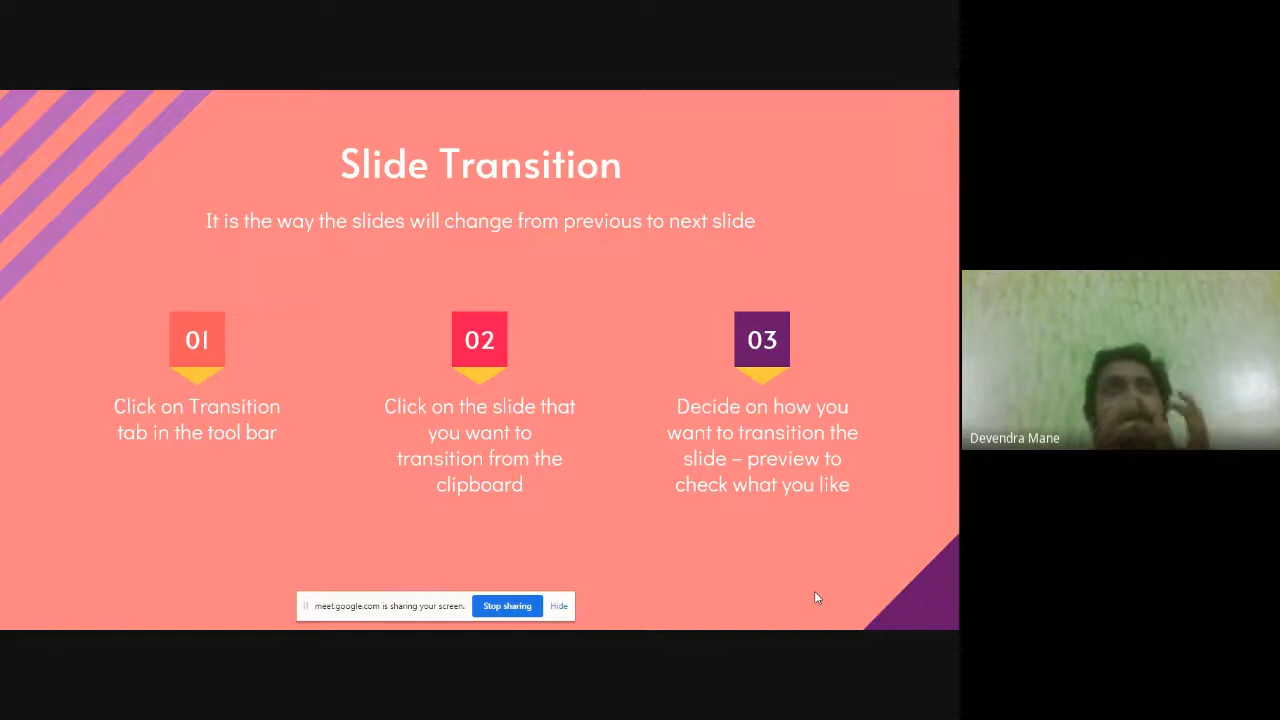 Slide Transition
It is the way the slides will change from previous to next slide
01
Click on Transition
tab in the tool bar
02
Click on the slide that
you want to
transition from the
clipboard
03
Decide on how you
want to transition the
slide – preview to
check what you like
meet.google.com is sharing your screen.
Stop sharing
Hide
Devendra Mane